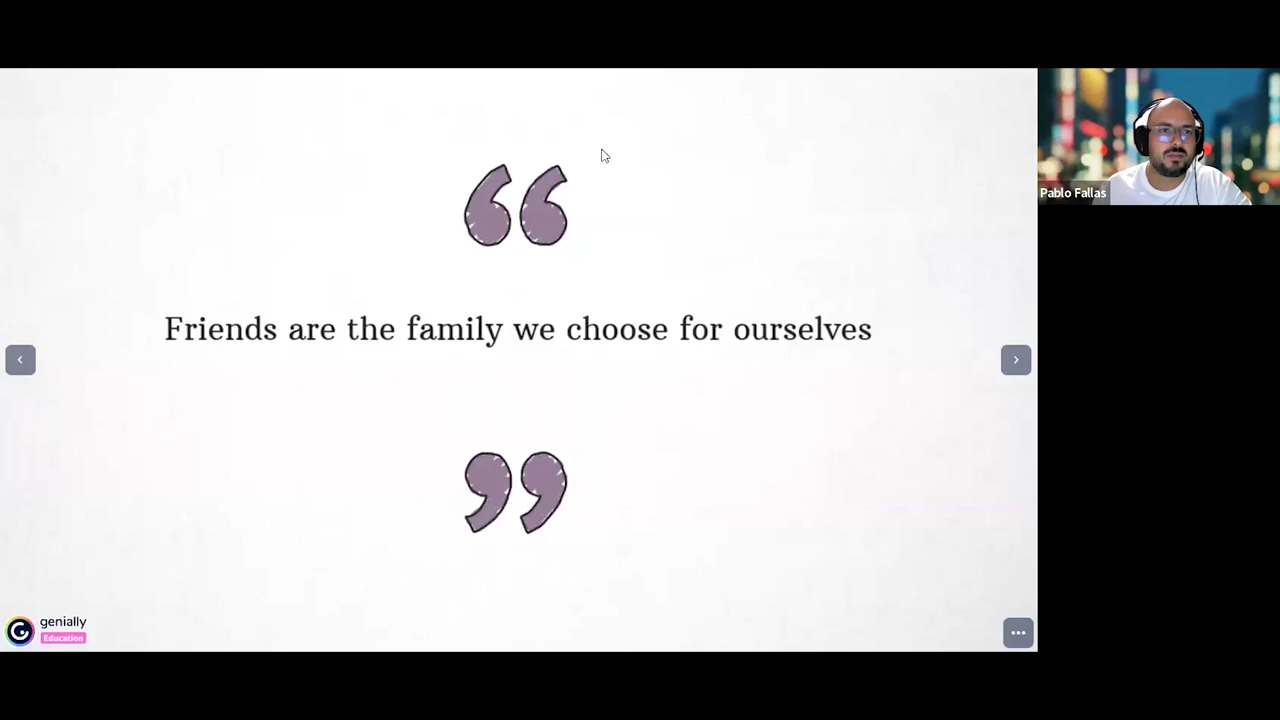 Pablo Fallas
Friends are the family we choose for ourselves
genially
Education